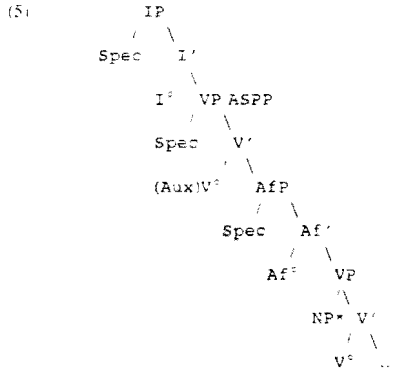 (5) IP
Spec I'
I° VP ASPP
Spec V'
(Aux)V° AfP
Spec Af'
Af° VP
NP* V'
V°